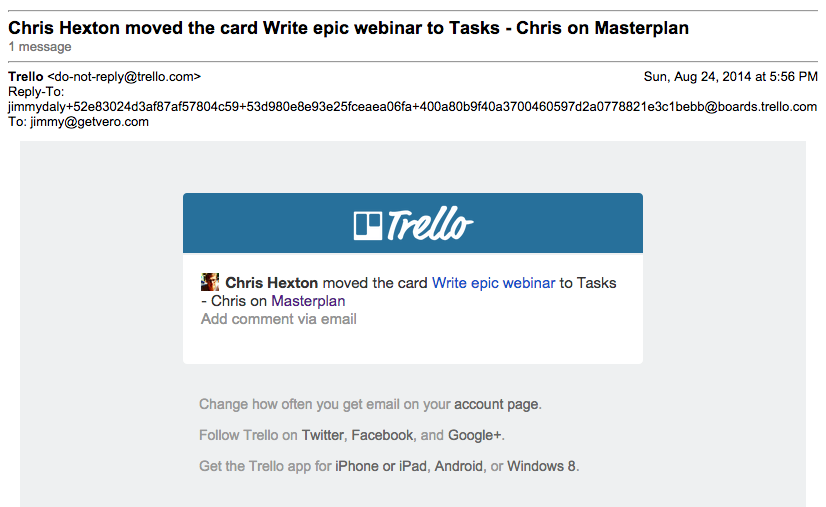 Chris Hexton moved the card Write epic webinar to Tasks - Chris on Masterplan
1 message
Trello <do-not-reply@trello.com>
Sun, Aug 24, 2014 at 5:56 PM
Reply-To:
jimmydaly+52e83024d3af87af57804c59+53d980e8e93e25fceaea06fa+400a80b9f40a3700460597d2a0778821e3c1bebb@boards.trello.com
To: jimmy@getvero.com
Trello
Chris Hexton moved the card Write epic webinar to Tasks
- Chris on Masterplan
Add comment via email
Change how often you get email on your account page.
Follow Trello on Twitter, Facebook, and Google+.
Get the Trello app for iPhone or iPad, Android, or Windows 8.